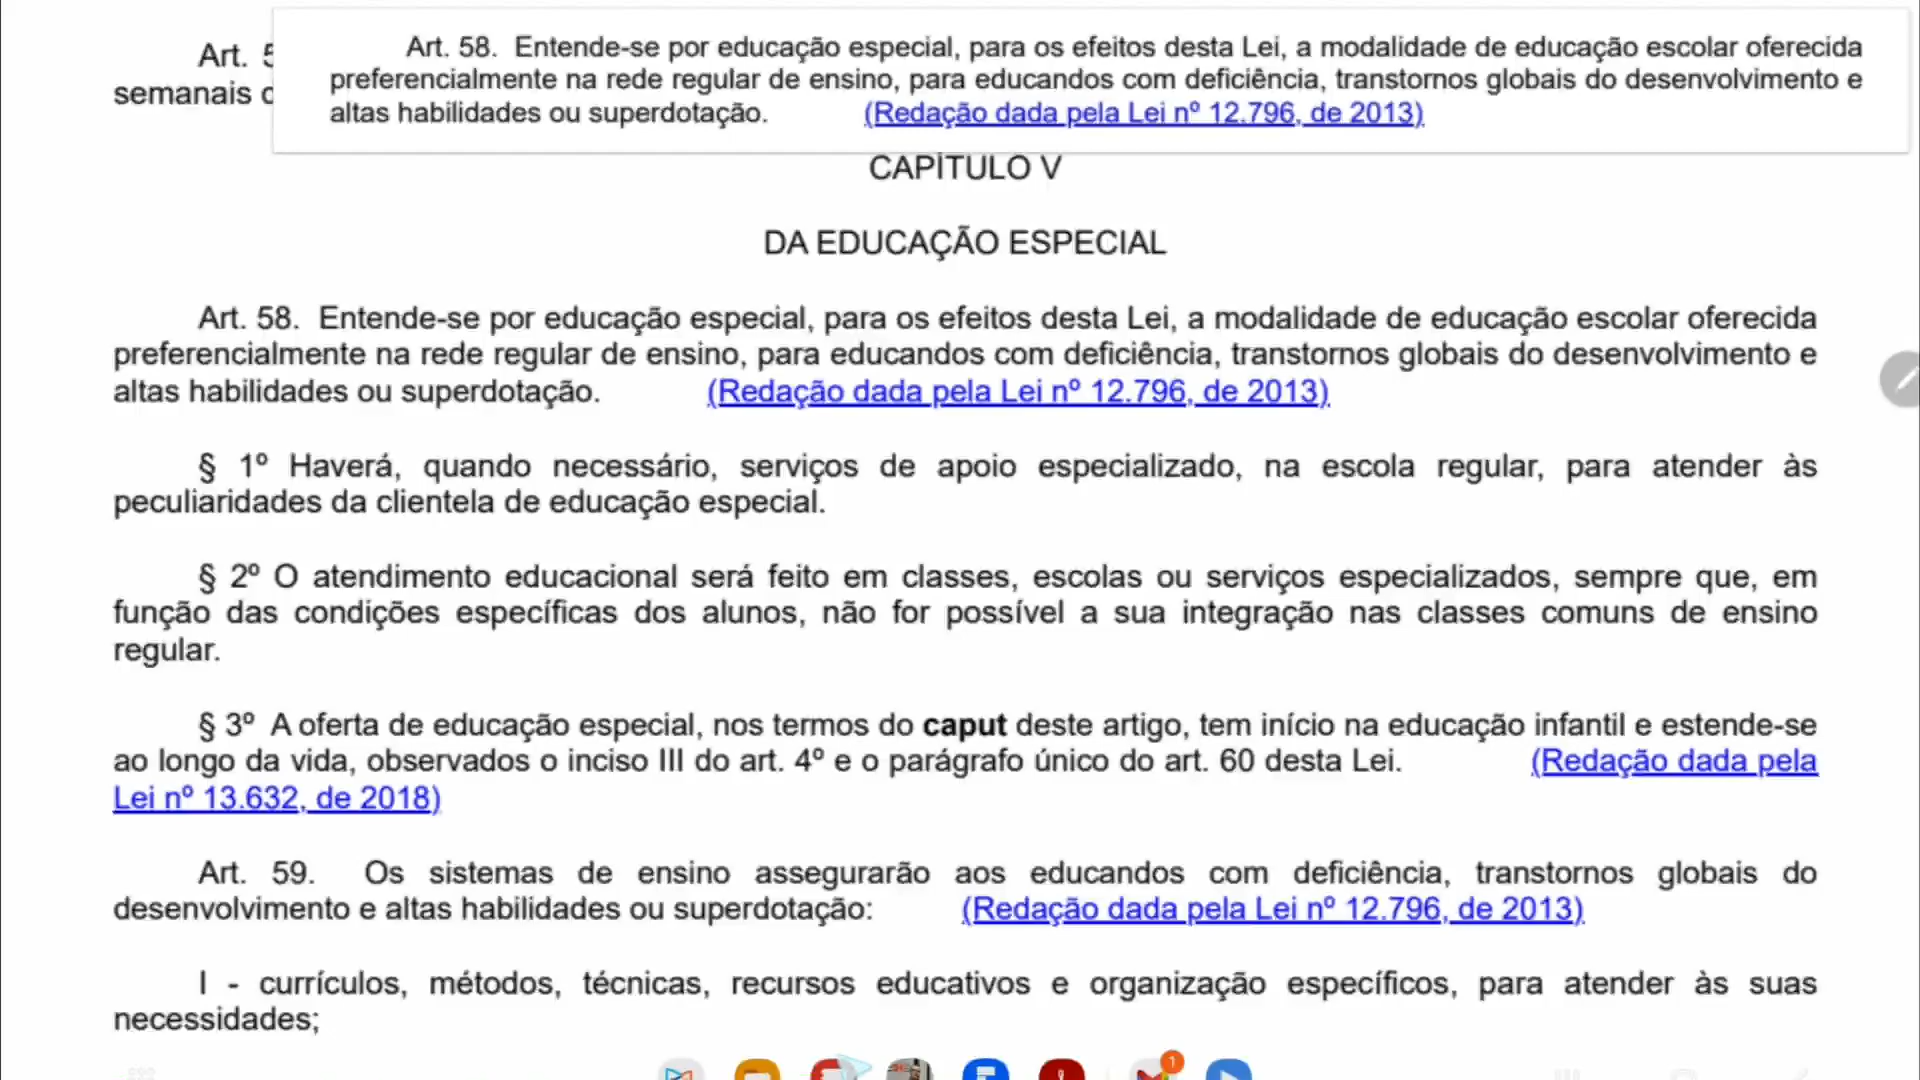 Art. 58. Entende-se por educação especial, para os efeitos desta Lei, a modalidade de educação escolar oferecida
preferencialmente na rede regular de ensino, para educandos com deficiência, transtornos globais do desenvolvimento e
altas habilidades ou superdotação. (Redação dada pela Lei nº 12.796, de 2013)
Art. 5
semanais
CAPÍTULO V
DA EDUCAÇÃO ESPECIAL
Art. 58. Entende-se por educação especial, para os efeitos desta Lei, a modalidade de educação escolar oferecida
preferencialmente na rede regular de ensino, para educandos com deficiência, transtornos globais do desenvolvimento e
altas habilidades ou superdotação. (Redação dada pela Lei nº 12.796, de 2013)
§ 1º Haverá, quando necessário, serviços de apoio especializado, na escola regular, para atender às
peculiaridades da clientela de educação especial.
§ 2º O atendimento educacional será feito em classes, escolas ou serviços especializados, sempre que, em
função das condições específicas dos alunos, não for possível a sua integração nas classes comuns de ensino
regular.
§ 3º A oferta de educação especial, nos termos do caput deste artigo, tem início na educação infantil e estende-se
ao longo da vida, observados o inciso III do art. 4º e o parágrafo único do art. 60 desta Lei. (Redação dada pela
Lei nº 13.632, de 2018)
Art. 59. Os sistemas de ensino assegurarão aos educandos com deficiência, transtornos globais do
desenvolvimento e altas habilidades ou superdotação: (Redação dada pela Lei nº 12.796, de 2013)
I - currículos, métodos, técnicas, recursos educativos e organização específicos, para atender às suas
necessidades;
1